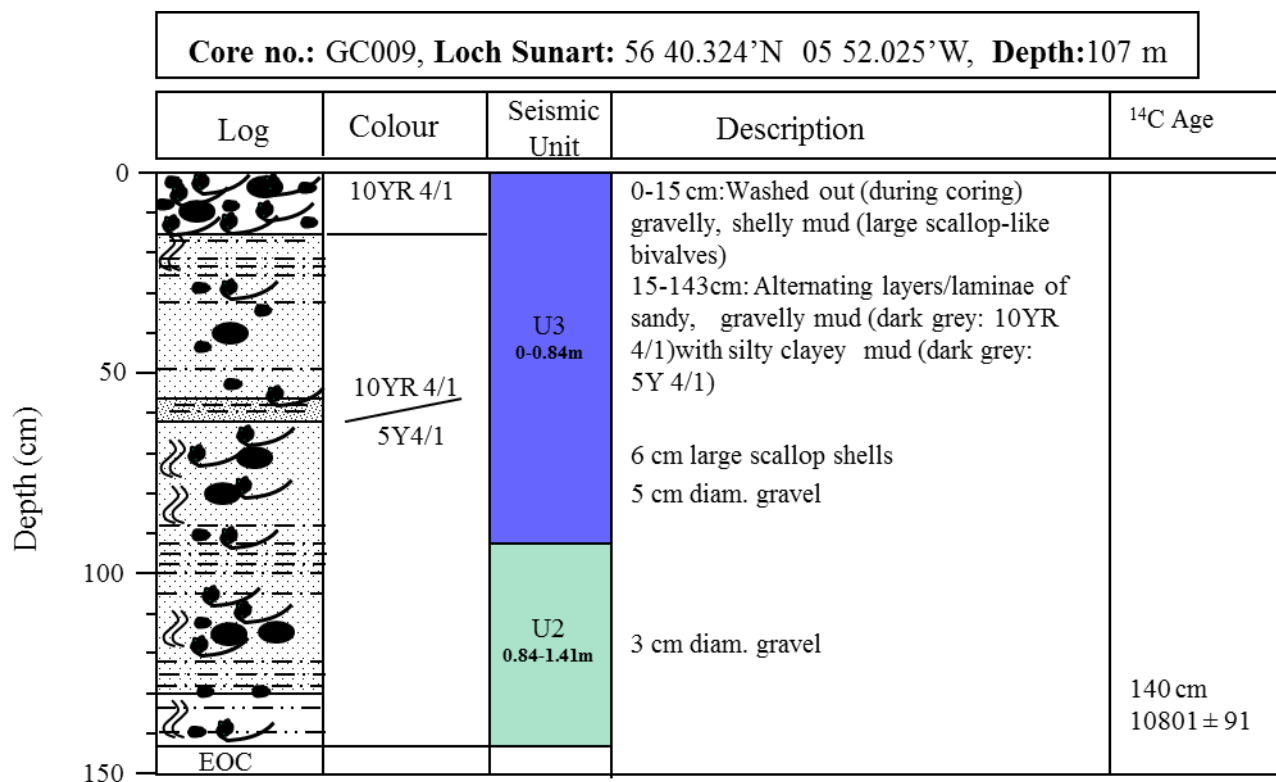 Core no.: GC009, Loch Sunart: 56 40.324’N 05 52.025’W, Depth:107 m
Log
Colour
Seismic
Unit
Description
14C Age
Depth (cm)
0
50
100
150
10YR 4/1
10YR 4/1
5Y4/1
EOC
U3
0-0.84m
U2
0.84-1.41m
0-15 cm:Washed out (during coring)
gravelly, shelly mud (large scallop-like
bivalves)
15-143cm: Alternating layers/laminae of
sandy, gravelly mud (dark grey: 10YR
4/1)with silty clayey mud (dark grey:
5Y 4/1)
6 cm large scallop shells
5 cm diam. gravel
3 cm diam. gravel
140 cm
10801 ± 91